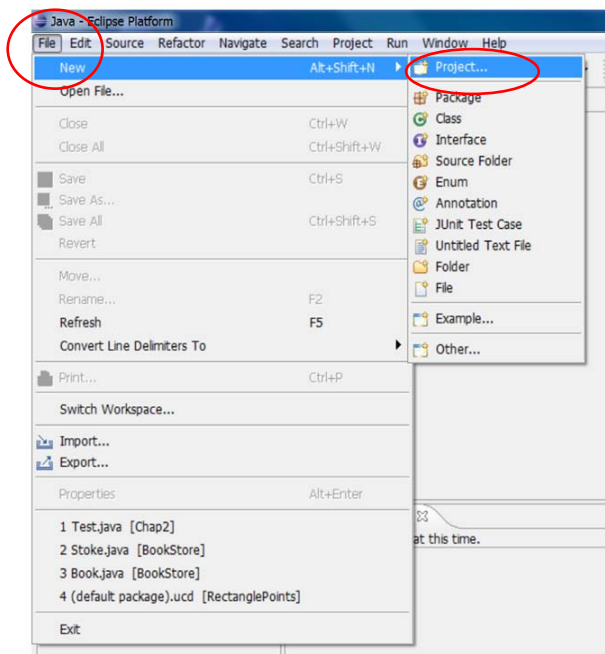 Java - Eclipse Platform
File Edit Source Refactor Navigate Search Project Run Window Help
New Alt+Shift+N
Open File...
Close Ctrl+W
Close All Ctrl+Shift+W
Save Ctrl+S
Save As...
Save All Ctrl+Shift+S
Revert
Move...
Rename... F2
Refresh F5
Convert Line Delimiters To
Print... Ctrl+P
Switch Workspace...
Import...
Export...
Properties Alt+Enter
1 Test.java [Chap2]
2 Stoke.java [BookStore]
3 Book.java [BookStore]
4 (default package).ucd [RectanglePoints]
Exit
Project...
Package
Class
Interface
Source Folder
Enum
Annotation
JUnit Test Case
Untitled Text File
Folder
File
Example...
Other...
at this time.